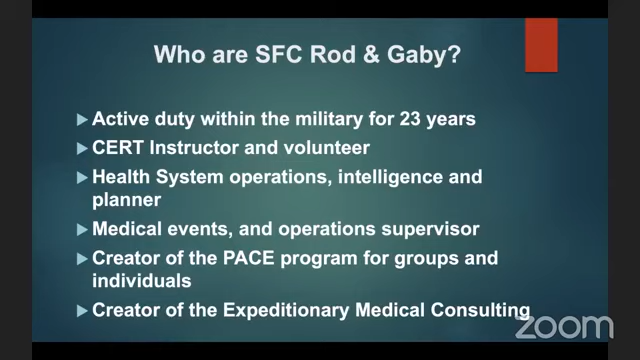 Who are SFC Rod & Gaby?
Active duty within the military for 23 years
CERT Instructor and volunteer
Health System operations, intelligence and
planner
Medical events, and operations supervisor
Creator of the PACE program for groups and
individuals
Creator of the Expeditionary Medical Consulting
zoom